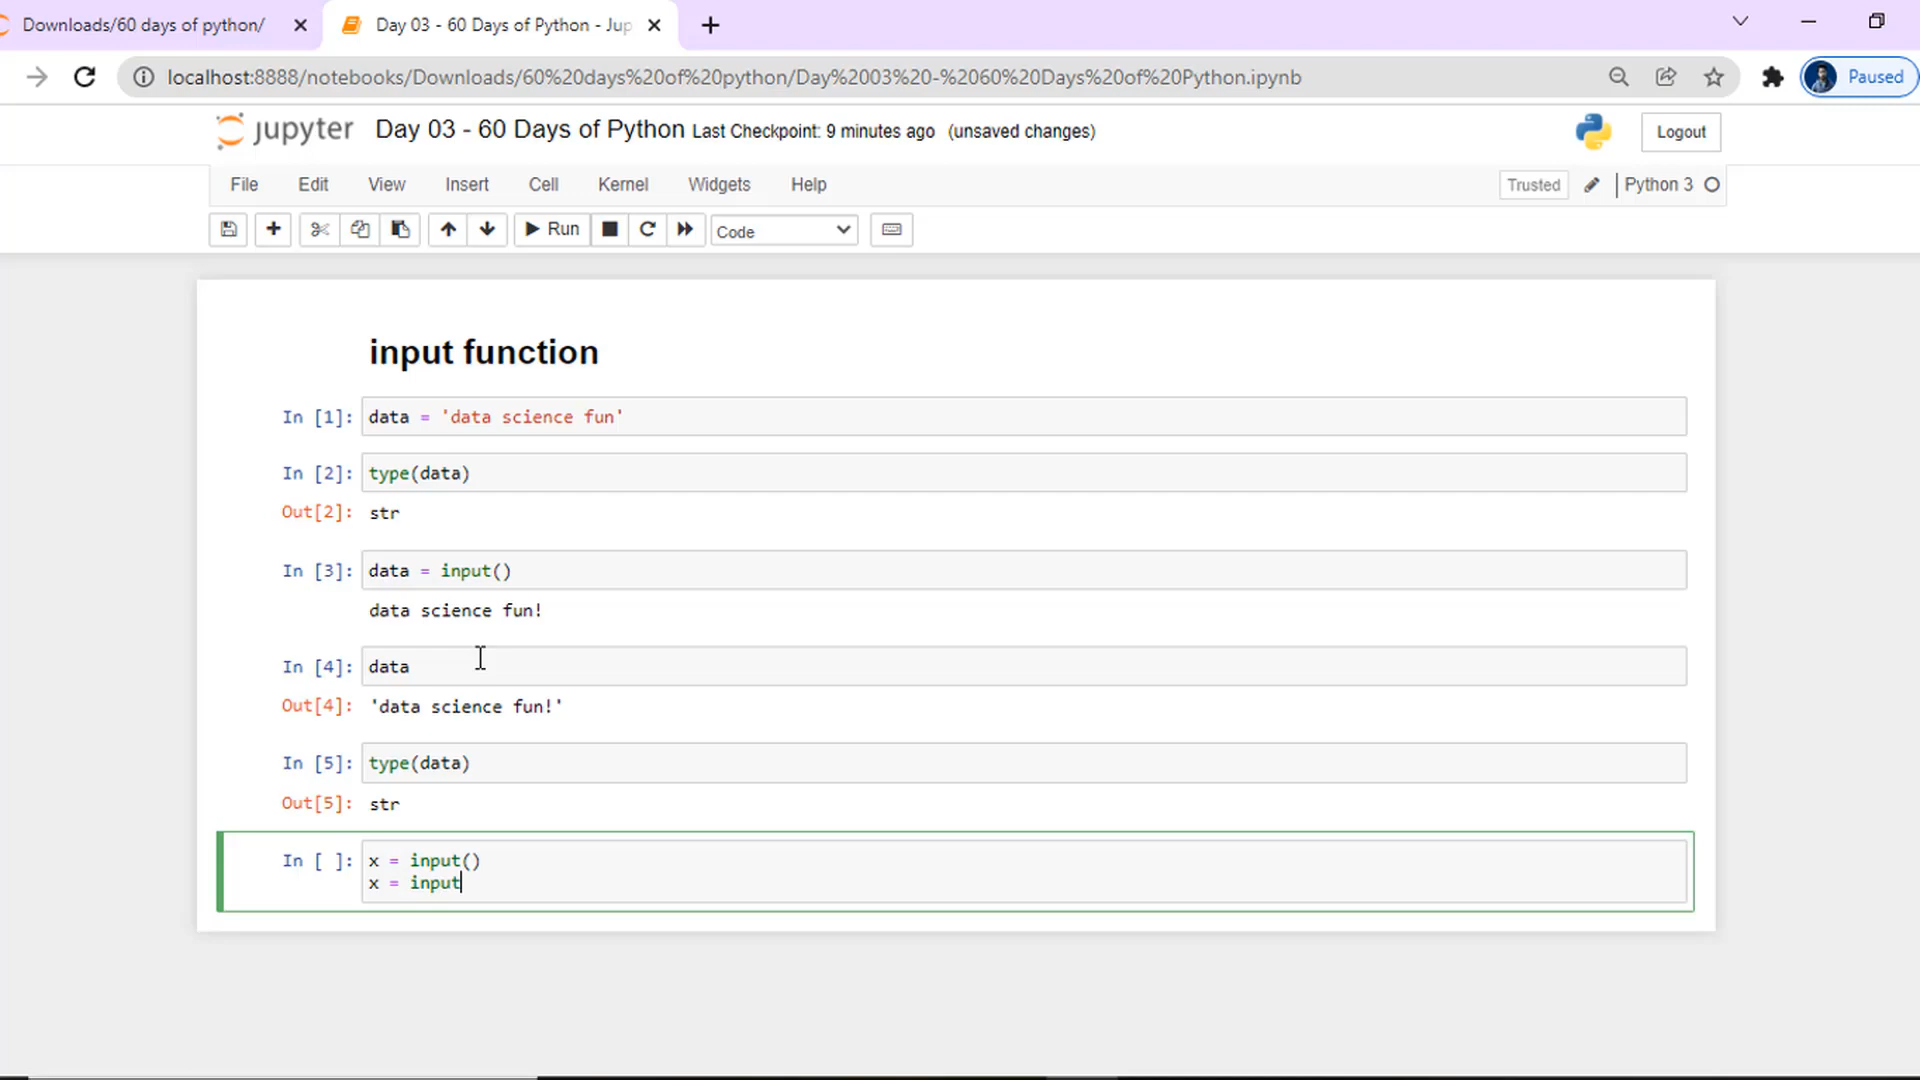 Downloads/60 days of python/
Day 03 - 60 Days of Python - Jup
localhost:8888/notebooks/Downloads/60%20days%20of%20python/Day%2003%20-%2060%20Days%20of%20Python.ipynb
Paused
jupyter Day 03 - 60 Days of Python Last Checkpoint: 9 minutes ago (unsaved changes)
Logout
File Edit View Insert Cell Kernel Widgets Help
Trusted Python 3
Run Code
input function
In [1]: data = 'data science fun'
In [2]: type(data)
Out[2]: str
In [3]: data = input()
data science fun!
In [4]: data
Out[4]: 'data science fun!'
In [5]: type(data)
Out[5]: str
In [ ]: x = input()
x = input